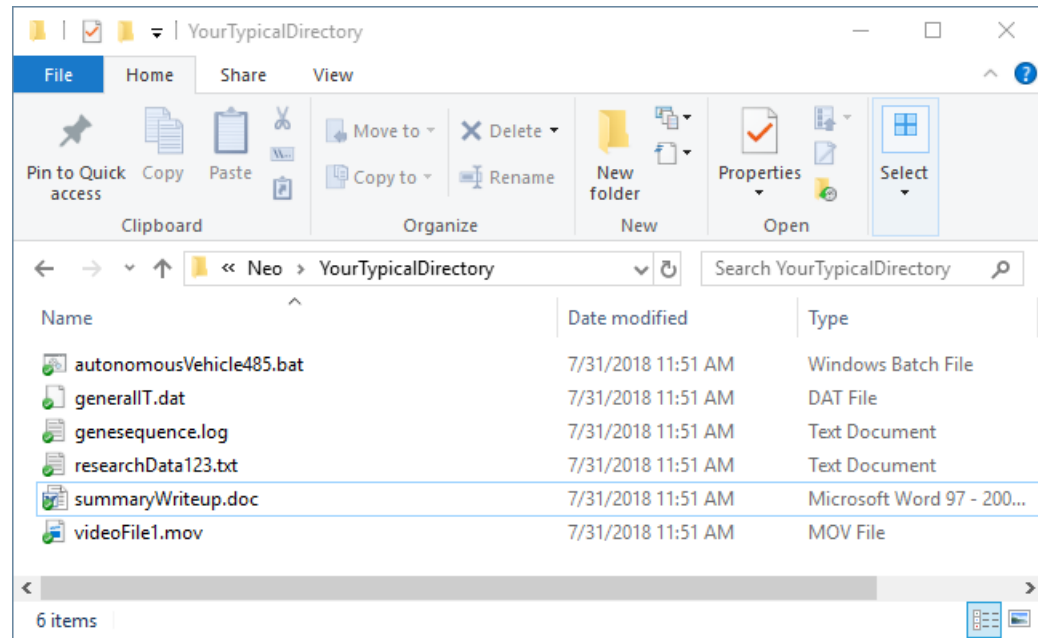 YourTypicalDirectory
File Home Share View
Pin to Quick access
Copy
Paste
Move to
Copy to
Delete
Rename
New folder
Properties
Select
Clipboard Organize New Open
« Neo > YourTypicalDirectory
Search YourTypicalDirectory
Name Date modified Type
autonomousVehicle485.bat 7/31/2018 11:51 AM Windows Batch File
generalIT.dat 7/31/2018 11:51 AM DAT File
genesequence.log 7/31/2018 11:51 AM Text Document
researchData123.txt 7/31/2018 11:51 AM Text Document
summaryWriteup.doc 7/31/2018 11:51 AM Microsoft Word 97 - 200...
videoFile1.mov 7/31/2018 11:51 AM MOV File
6 items